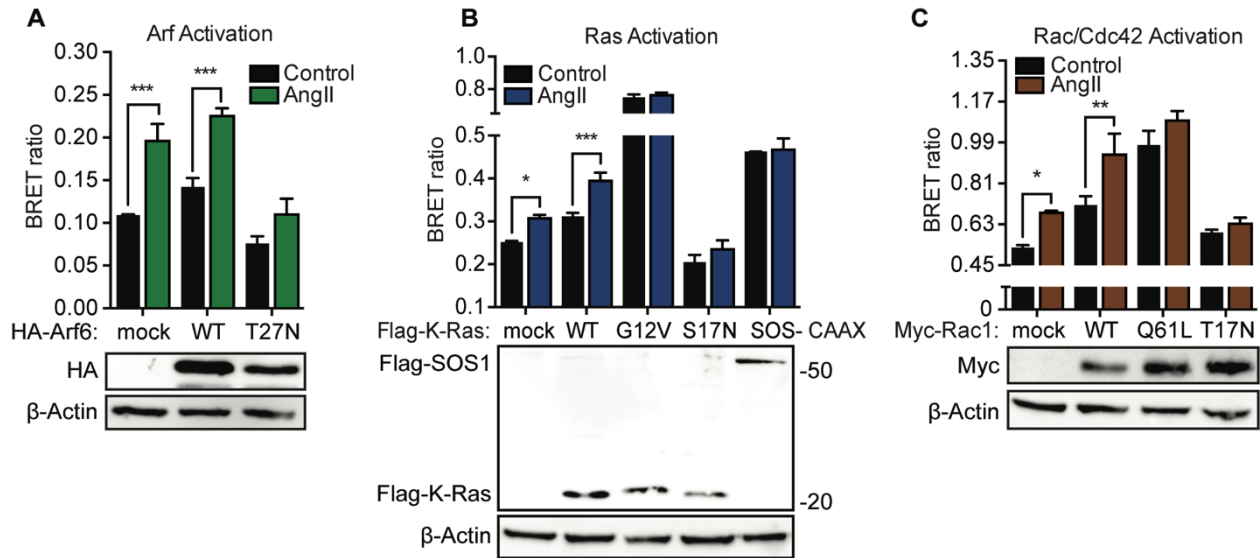 A
Arf Activation
0.30
0.25
0.20
0.15
0.10
0.05
0.00
BRET ratio
Control
AngII
***
***
HA-Arf6: mock WT T27N
HA
β-Actin
B
Ras Activation
0.8
0.6
0.5
0.4
0.3
0.2
0.1
BRET ratio
Control
AngII
*
***
Flag-K-Ras: mock WT G12V S17N SOS- CAAX
Flag-SOS1
-50
Flag-K-Ras
-20
β-Actin
C
Rac/Cdc42 Activation
1.35
1.17
0.99
0.81
0.63
0.45
0
BRET ratio
Control
AngII
*
**
Myc-Rac1: mock WT Q61L T17N
Myc
β-Actin